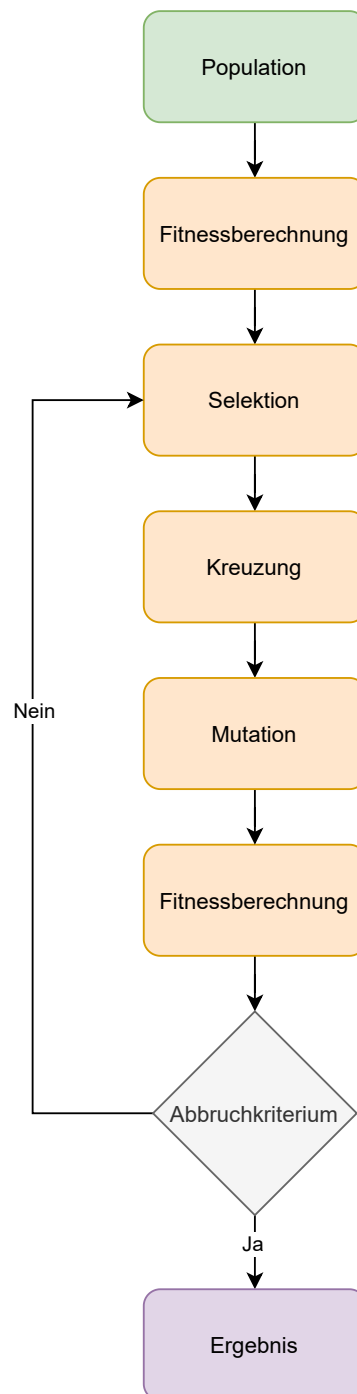 Population
Fitnessberechnung
Selektion
Kreuzung
Nein
Mutation
Fitnessberechnung
Abbruchkriterium
Ja
Ergebnis